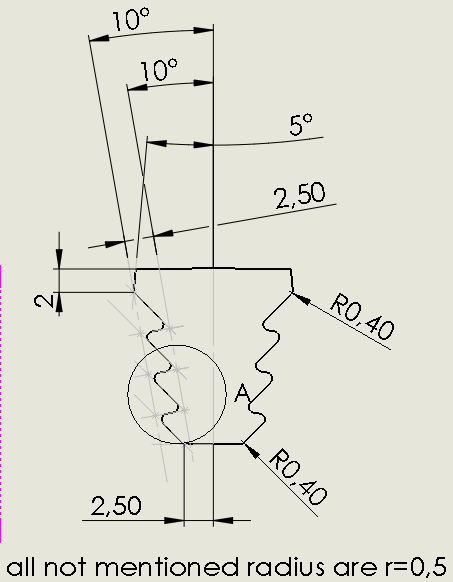 10°
10°
5°
2,50
2
R0,40
A
R0,40
2,50
all not mentioned radius are r=0,5